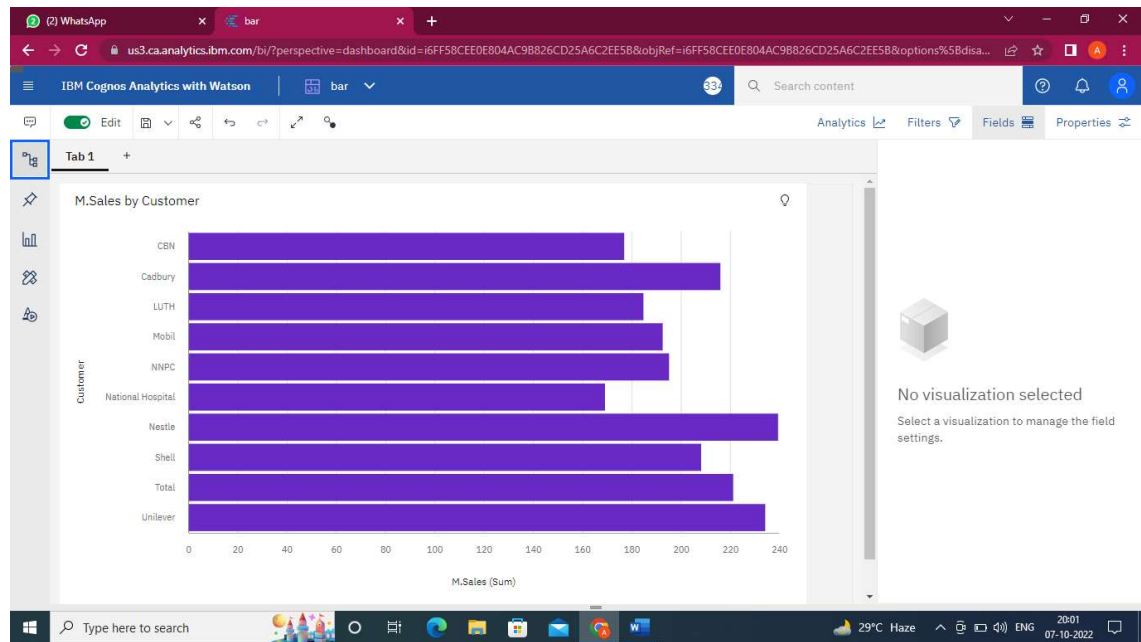 (2) WhatsApp
bar
us3.ca.analytics.ibm.com/bi/?perspective=dashboard&id=i6FF58CEE0E804AC9B826CD25A6C2EE5B&objRef=i6FF58CEE0E804AC9B826CD25A6C2EE5B&options%5Bdisa...
A
IBM Cognos Analytics with Watson
bar
334
Search content
Edit
Analytics
Filters
Fields
Properties
Tab 1
M.Sales by Customer
CBN
Cadbury
LUTH
Mobil
NNPC
National Hospital
Nestle
Shell
Total
Unilever
Customer
0 20 40 60 80 100 120 140 160 180 200 220 240
M.Sales (Sum)
No visualization selected
Select a visualization to manage the field
settings.
Type here to search
29°C Haze
ENG
20:01
07-10-2022